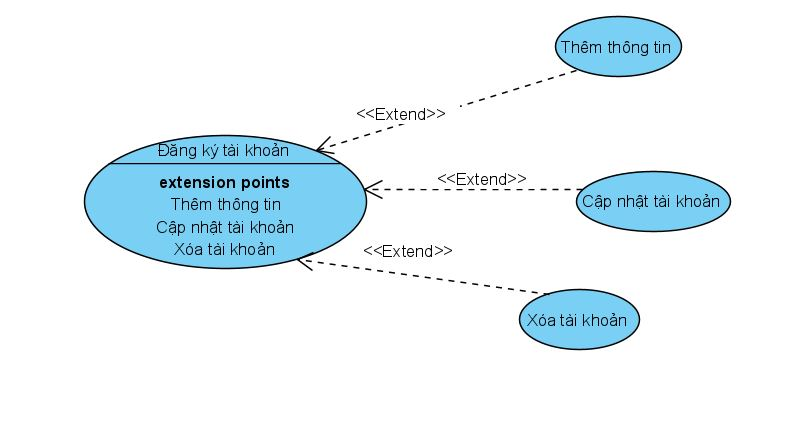 Thêm thông tin
<<Extend>>
Đăng ký tài khoản
extension points
Thêm thông tin
Cập nhật tài khoản
Xóa tài khoản
<<Extend>>
Cập nhật tài khoản
<<Extend>>
Xóa tài khoản